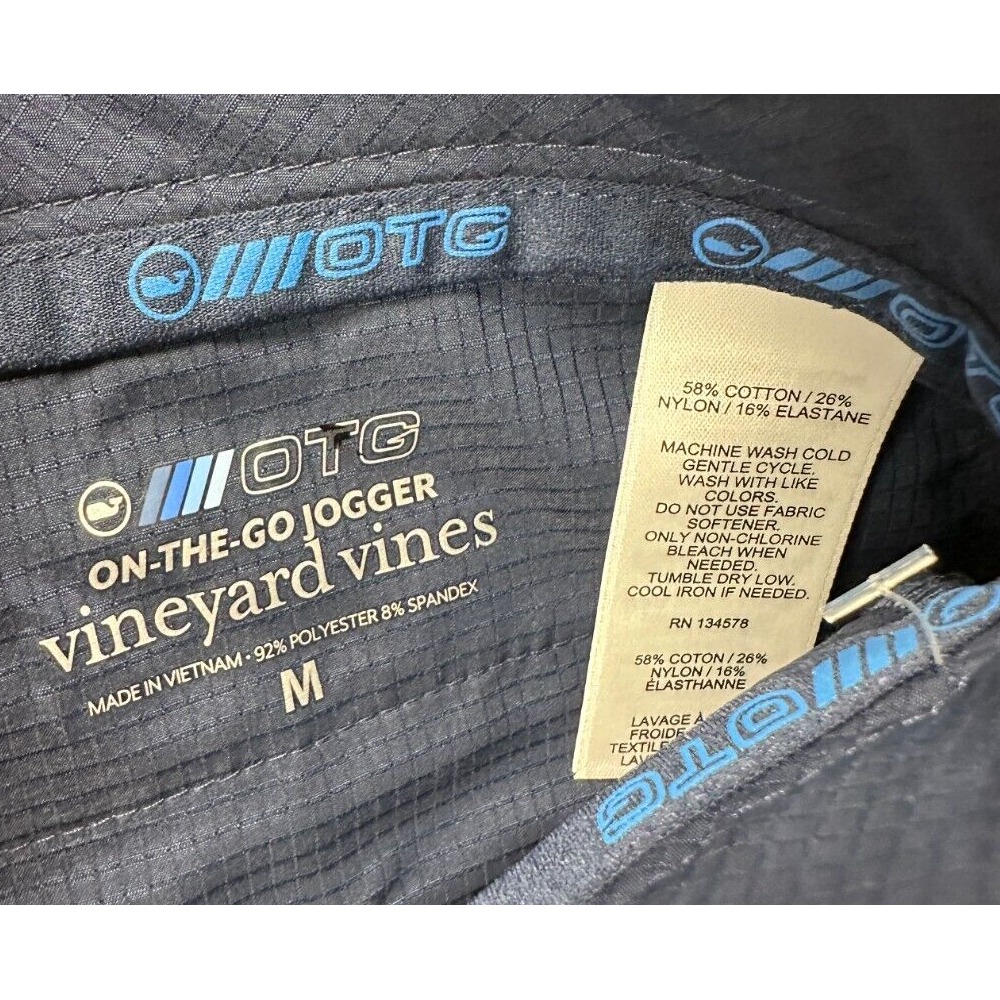 OTG
OTG
OTG
ON-THE-GO JOGGER
vineyard vines
MADE IN VIETNAM • 92% POLYESTER 8% SPANDEX
M
58% COTTON / 26%
NYLON / 16% ELASTANE
MACHINE WASH COLD
GENTLE CYCLE,
WASH WITH LIKE
COLORS.
DO NOT USE FABRIC
SOFTENER.
ONLY NON-CHLORINE
BLEACH WHEN
NEEDED.
TUMBLE DRY LOW.
COOL IRON IF NEEDED.
RN 134578
58% COTON / 26%
NYLON / 16%
ÉLASTHANNE
LAVAGE À
FROIDE
OTG